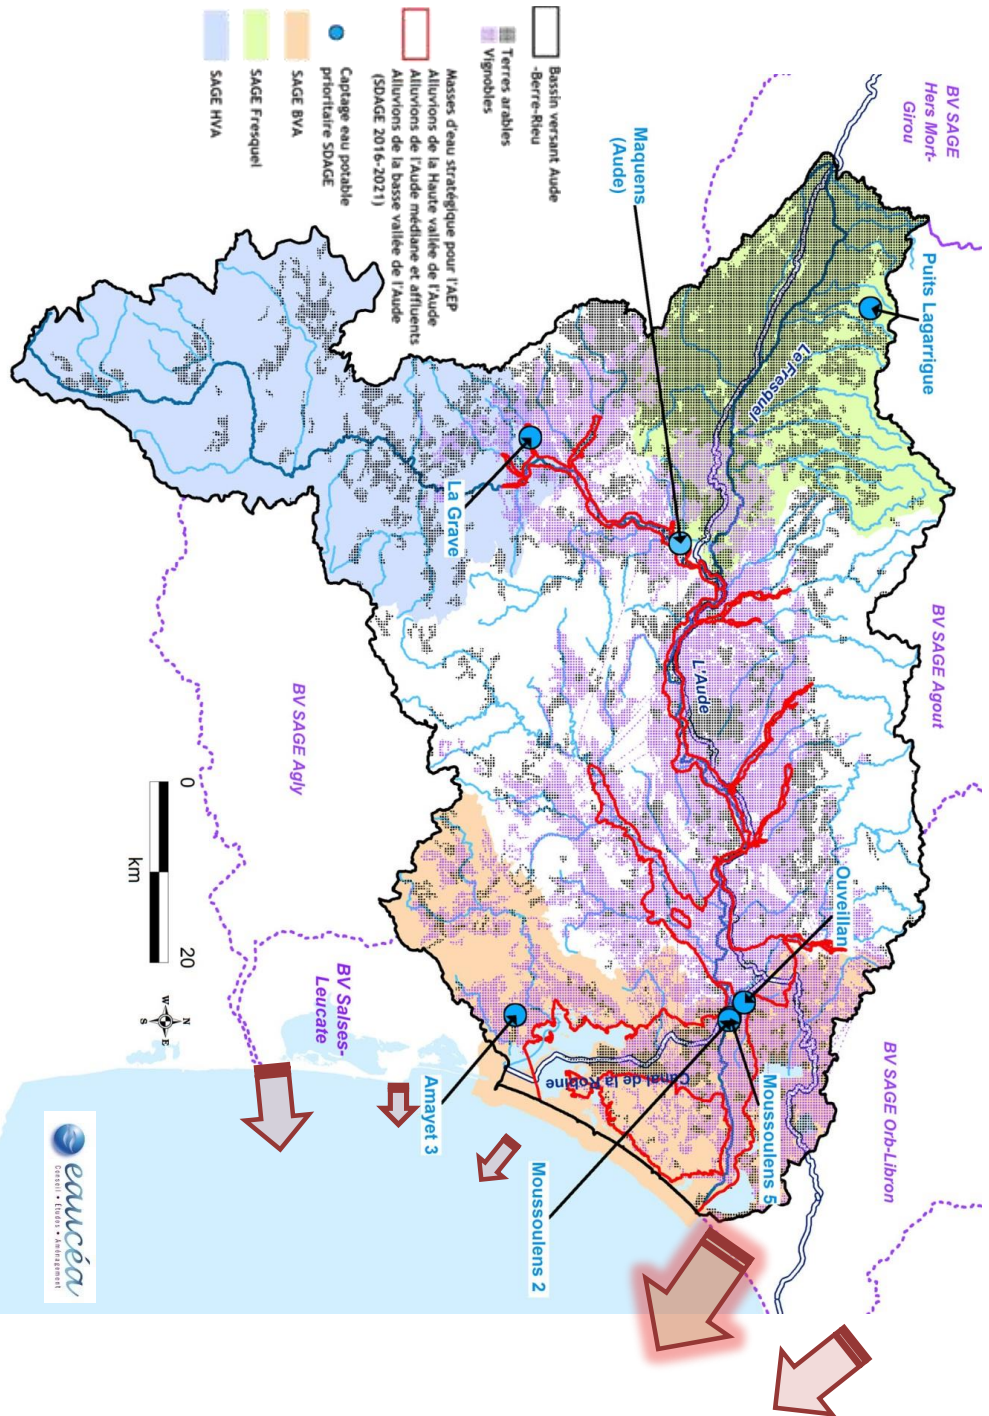 Bassin versant Aude
-Berre-Rieu
Terres arables
Vignobles
Masses d'eau stratégique pour l'AEP
Alluvions de la Haute vallée de l'Aude
Alluvions de l'Aude médiane et affluents
Alluvions de la basse vallée de l'Aude
(SDAGE 2016-2021)
Captage eau potable
prioritaire SDAGE
SAGE BVA
SAGE Fresquel
SAGE HVA
BV SAGE
Hers Mort-
Girou
Puits Lagarrigue
Maquens
(Aude)
Le Fresquel
La Grave
L'Aude
BV SAGE Agout
BV SAGE Agly
Ouveillan
BV SAGE Orb-Libron
Moussoulens 5
Moussoulens 2
Canal de la Robine
Amayet 3
BV Salses-
Leucate
0
20
km
N
W
E
S
eaucéa
Conseil • Etudes • Aménagement